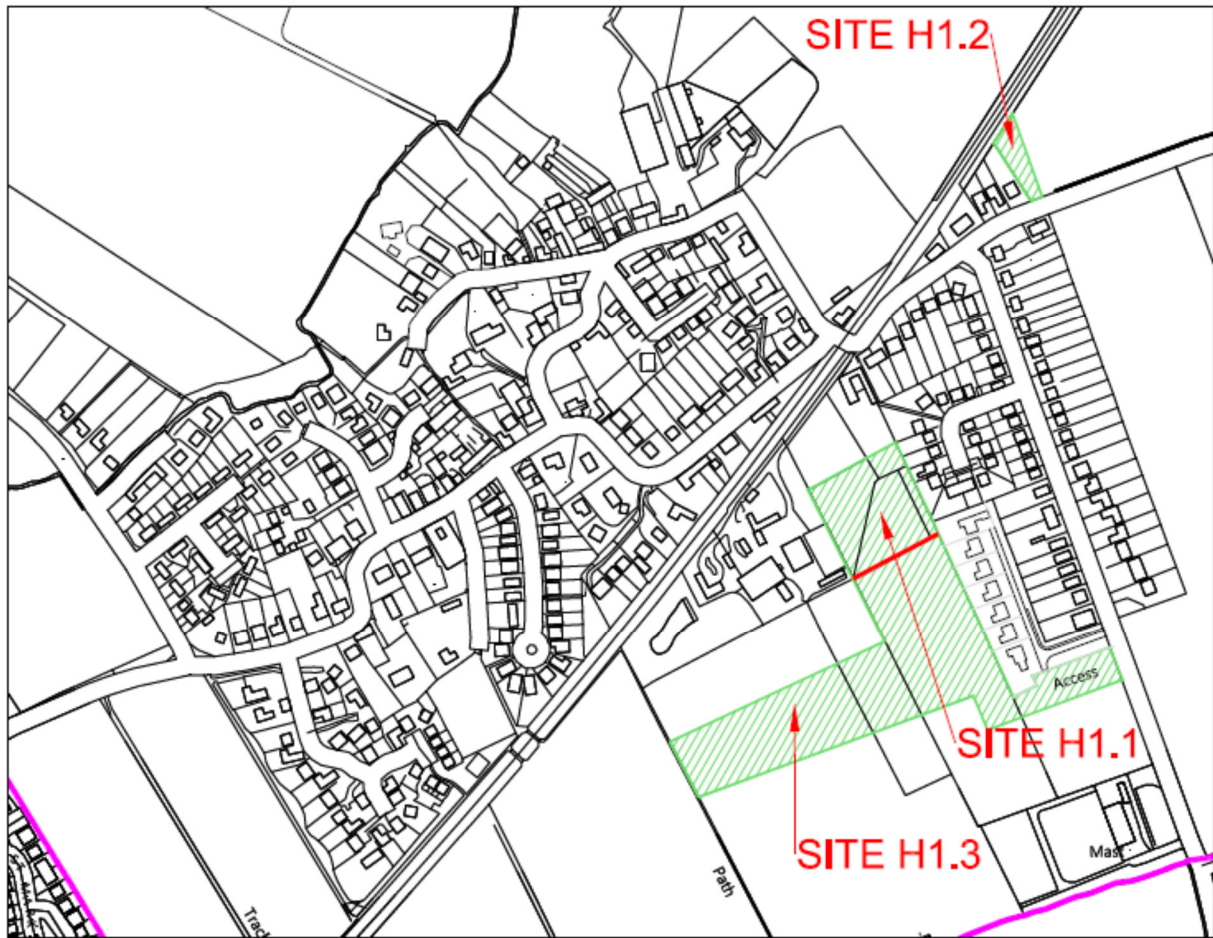 SITE H1.2
Access
SITE H1.1
SITE H1.3
Mast
Path
Track